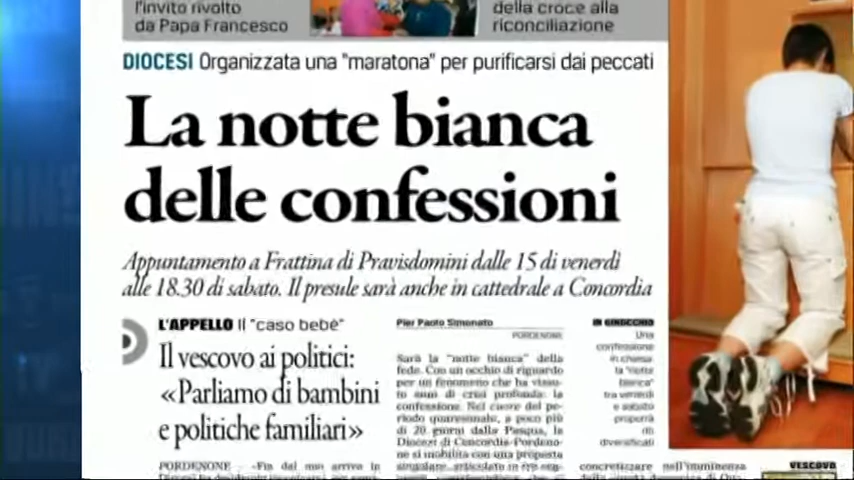 l'invito rivolto
da Papa Francesco
della croce alla
riconciliazione
DIOCESI Organizzata una "maratona" per purificarsi dai peccati
La notte bianca
delle confessioni
Appuntamento a Frattina di Pravisdomini dalle 15 di venerdì
alle 18.30 di sabato. Il presule sarà anche in cattedrale a Concordia
L'APPELLO Il "caso bebè"
Il vescovo ai politici:
«Parliamo di bambini
e politiche familiari»
PORDENONE
Pier Paolo Simonato
PORDENONE
Sarà la "notte bianca" della
fede. Con un occhio di riguardo
per un fenomeno che ha vissu-
to anni di crisi profonda: la
confessione. Nel cuore del pe-
riodo quaresimale, a poco più
di 20 giorni dalla Pasqua, la
Diocesi di Concordia-Pordeno-
ne si mobilita con una proposta
IN GINOCCHIO
Una
confessione
in chiesa:
la "notte
bianca"
tra venerdì
e sabato
proporrà
di
diversificati
concretizzare nell'imminenza
VESCOVO